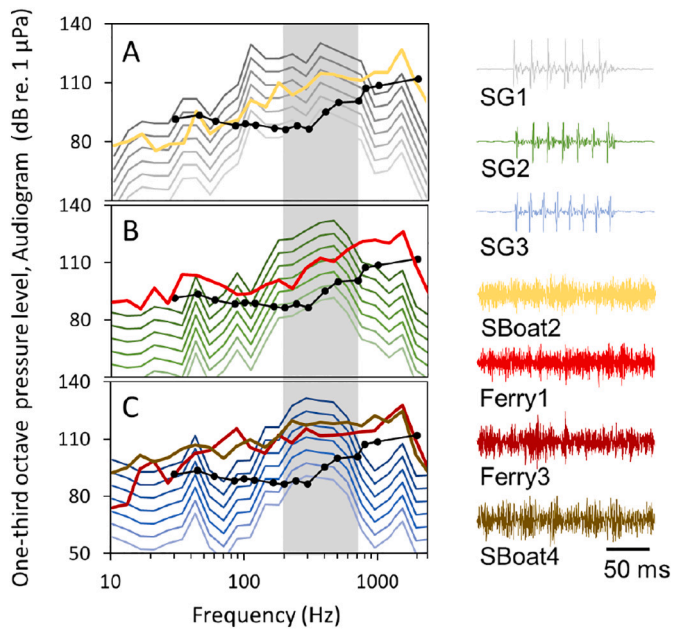 One-third octave pressure level, Audiogram (dB re. 1 µPa)
140
A
110
80
140
B
110
80
140
C
110
80
50
10
100
1000
Frequency (Hz)
SG1
SG2
SG3
SBoat2
Ferry1
Ferry3
SBoat4
50 ms